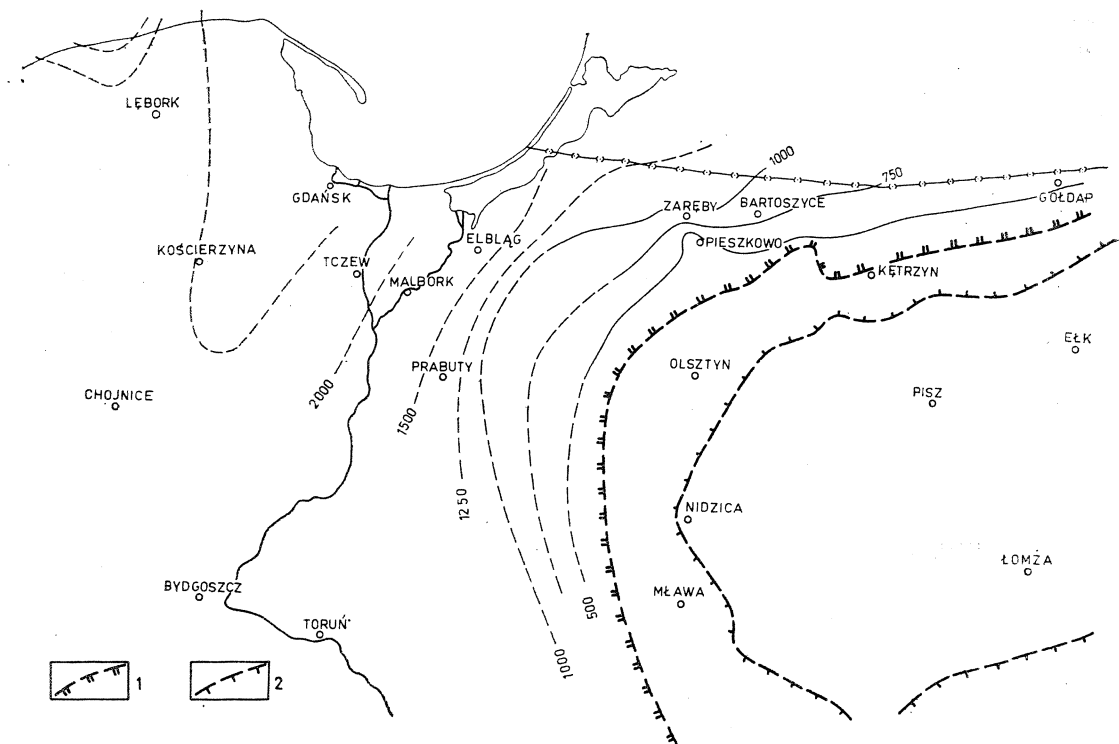 LĘBORK
1000
750
GDAŃSK
ZARĘBY
BARTOSZYCE
GOŁDAP
KOŚCIERZYNA
ELBLĄG
PIESZKOWO
TCZEW
MALBORK
KĘTRZYN
EŁK
PRABUTY
OLSZTYN
CHOJNICE
2000
PISZ
1500
1250
NIDZICA
ŁOMŻA
BYDGOSZCZ
MŁAWA
500
TORUŃ
1000
1
2